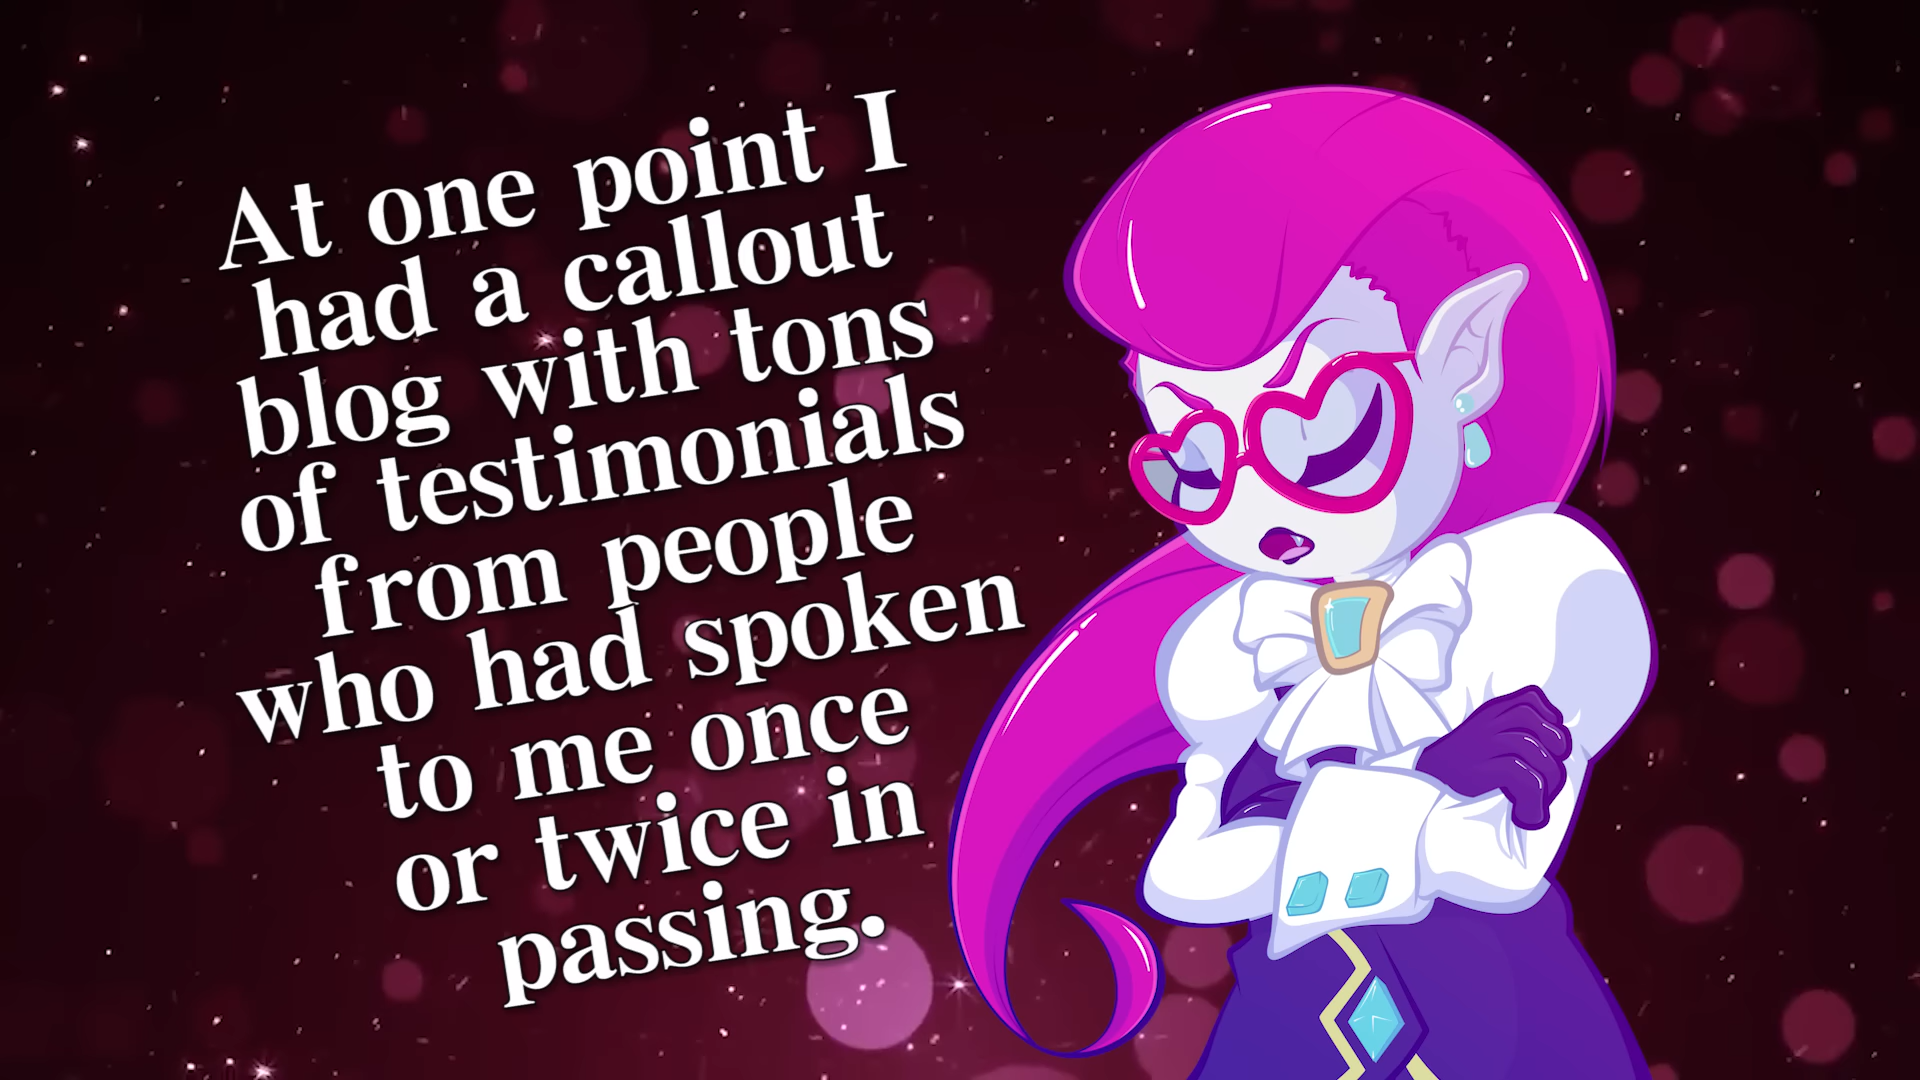 At one point I
had a callout
blog with tons
of testimonials
from people
who had spoken
to me once
or twice in
passing.